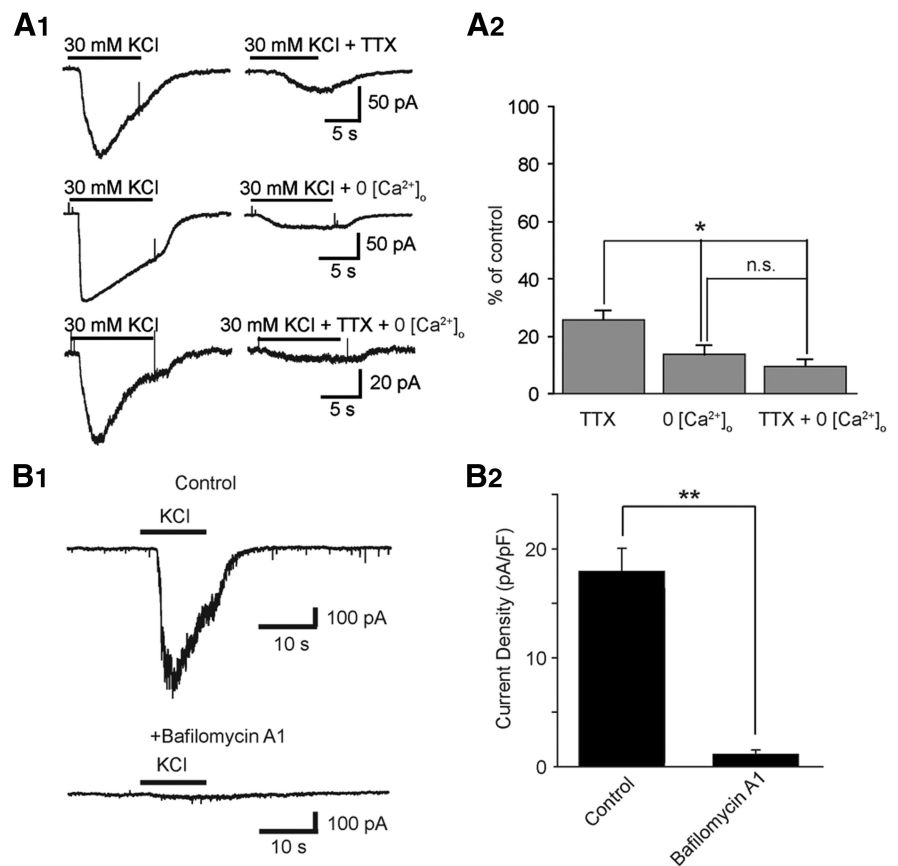 A1
30 mM KCl
30 mM KCl + TTX
50 pA
5 s
30 mM KCl
30 mM KCl + 0 [Ca²⁺]ₒ
50 pA
5 s
30 mM KCl
30 mM KCl + TTX + 0 [Ca²⁺]ₒ
20 pA
5 s
A2
% of control
100
80
60
40
20
0
*
n.s.
TTX
0 [Ca²⁺]ₒ
TTX + 0 [Ca²⁺]ₒ
B1
Control
KCl
100 pA
10 s
+Bafilomycin A1
KCl
100 pA
10 s
B2
Current Density (pA/pF)
20
10
0
**
Control
Bafilomycin A1